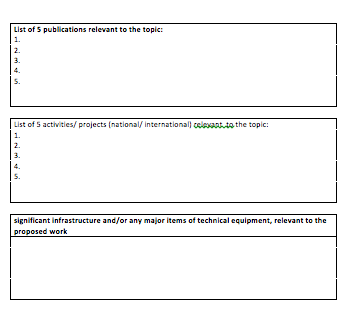 List of 5 publications relevant to the topic:
1.
2.
3.
4.
5.
List of 5 activities/ projects (national/ international) relevant to the topic:
1.
2.
3.
4.
5.
significant infrastructure and/or any major items of technical equipment, relevant to the
proposed work